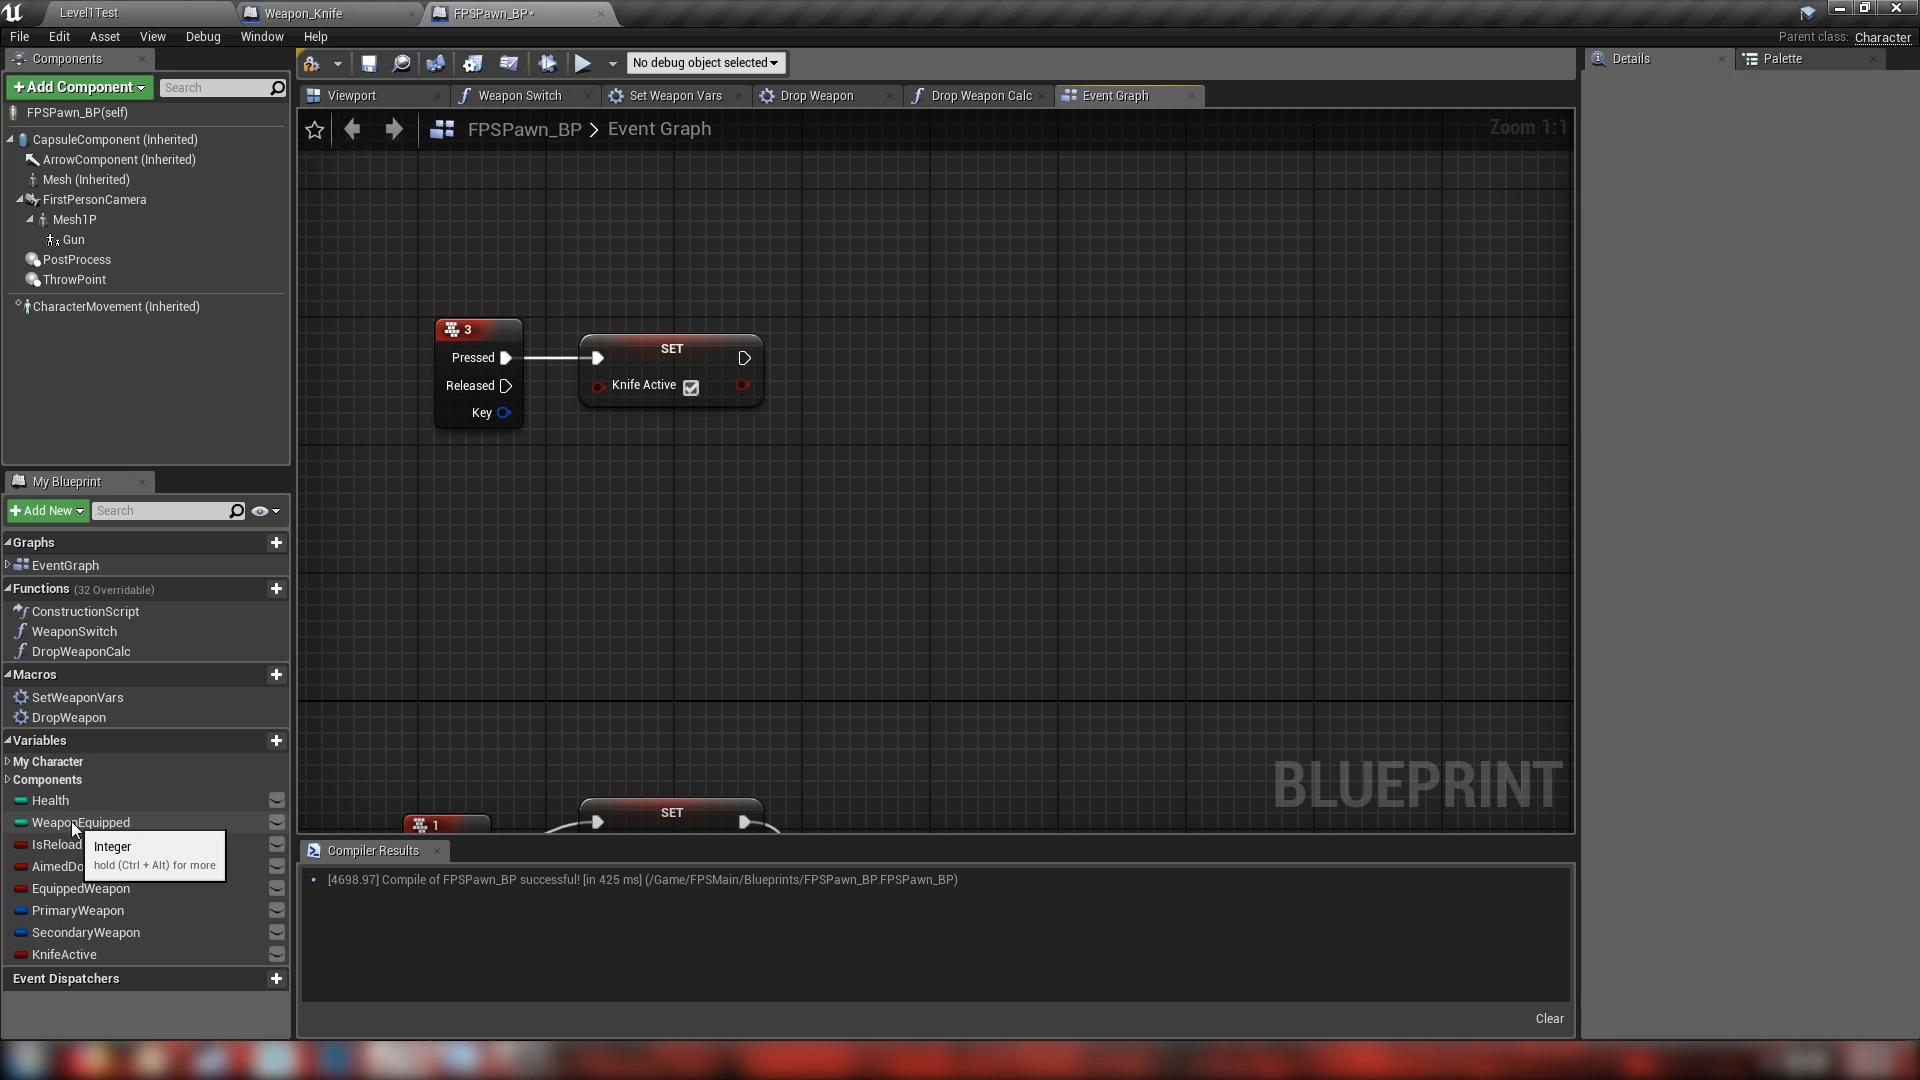 Level1Test
Weapon_Knife
FPSPawn_BP*
File Edit Asset View Debug Window Help
Parent class: Character
Components
+ Add Component
Search
FPSPawn_BP(self)
CapsuleComponent (Inherited)
ArrowComponent (Inherited)
Mesh (Inherited)
FirstPersonCamera
Mesh1P
Gun
PostProcess
ThrowPoint
CharacterMovement (Inherited)
My Blueprint
+ Add New
Search
Graphs
EventGraph
Functions (32 Overridable)
ConstructionScript
WeaponSwitch
DropWeaponCalc
Macros
SetWeaponVars
DropWeapon
Variables
My Character
Components
Health
WeaponEquipped
IsReload
AimedDo
EquippedWeapon
PrimaryWeapon
SecondaryWeapon
KnifeActive
Event Dispatchers
Integer
hold (Ctrl + Alt) for more
No debug object selected
Viewport
Weapon Switch
Set Weapon Vars
Drop Weapon
Drop Weapon Calc
Event Graph
FPSPawn_BP > Event Graph
Zoom 1:1
3
Pressed
Released
Key
SET
Knife Active
1
SET
BLUEPRINT
Compiler Results
[4698.97] Compile of FPSPawn_BP successful! [in 425 ms] (/Game/FPSMain/Blueprints/FPSPawn_BP.FPSPawn_BP)
Clear
Details
Palette